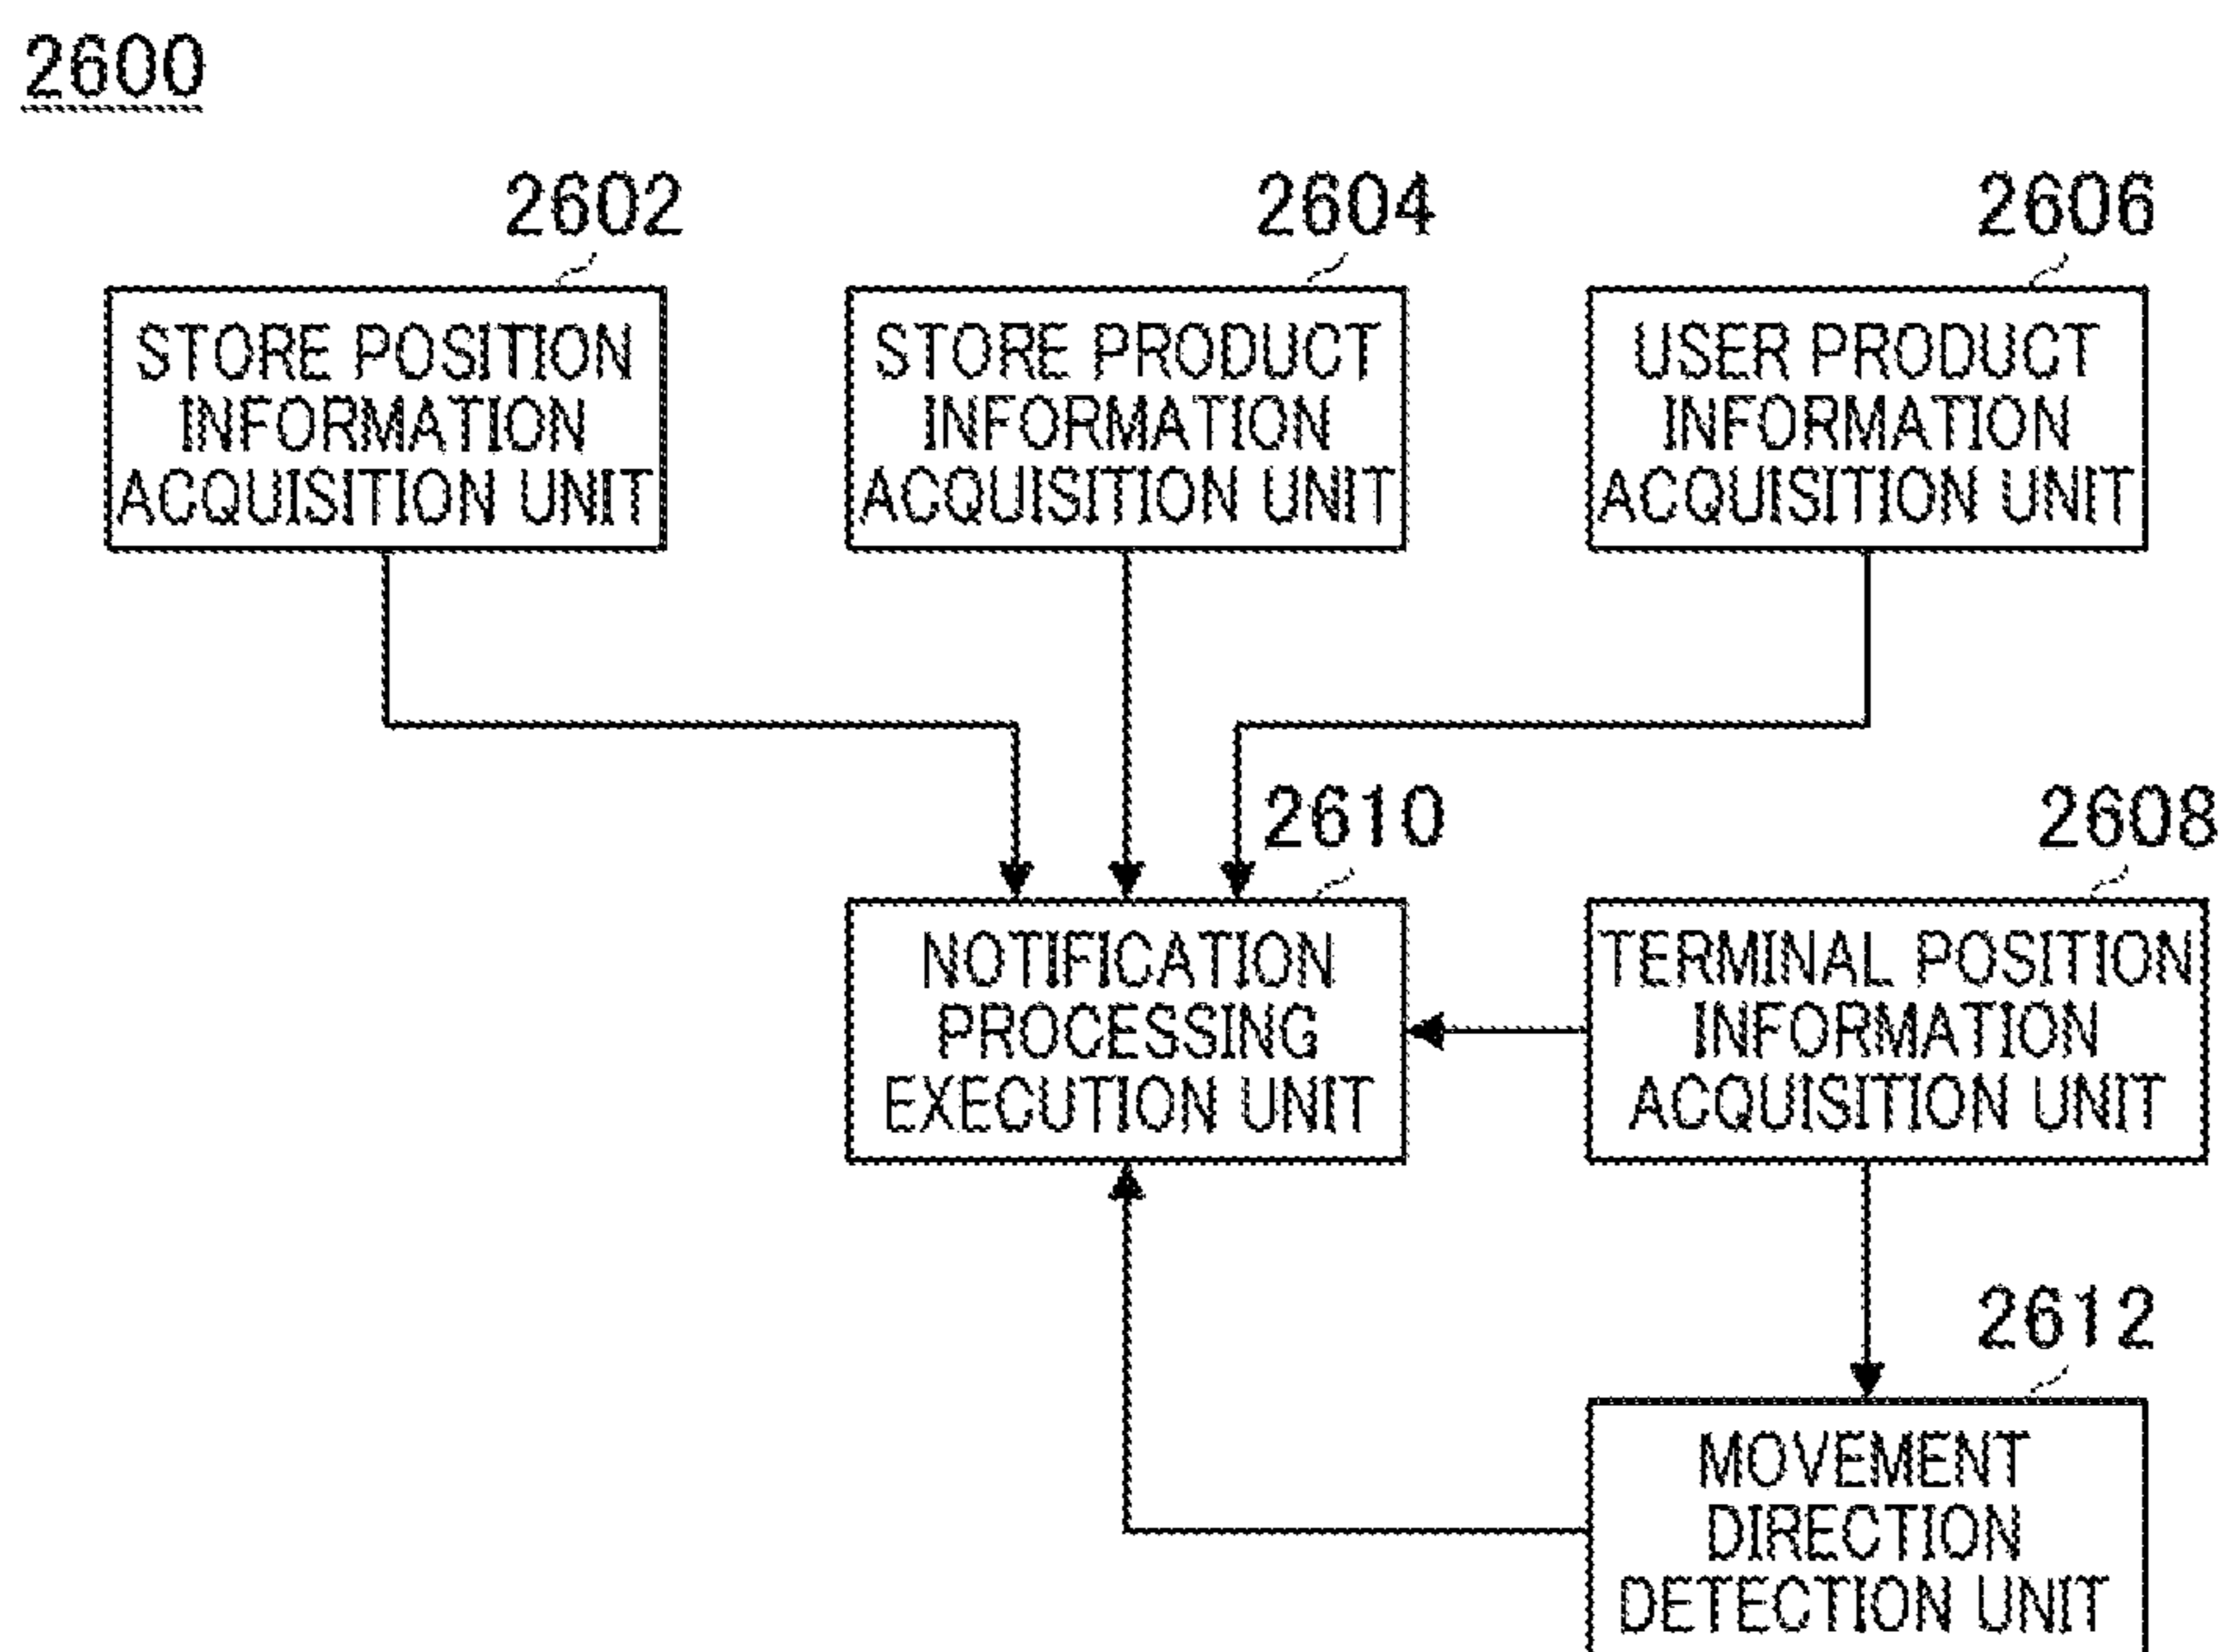 2600
2602
STORE POSITION
INFORMATION
ACQUISITION UNIT
2604
STORE PRODUCT
INFORMATION
ACQUISITION UNIT
2606
USER PRODUCT
INFORMATION
ACQUISITION UNIT
2610
NOTIFICATION
PROCESSING
EXECUTION UNIT
2608
TERMINAL POSITION
INFORMATION
ACQUISITION UNIT
2612
MOVEMENT
DIRECTION
DETECTION UNIT